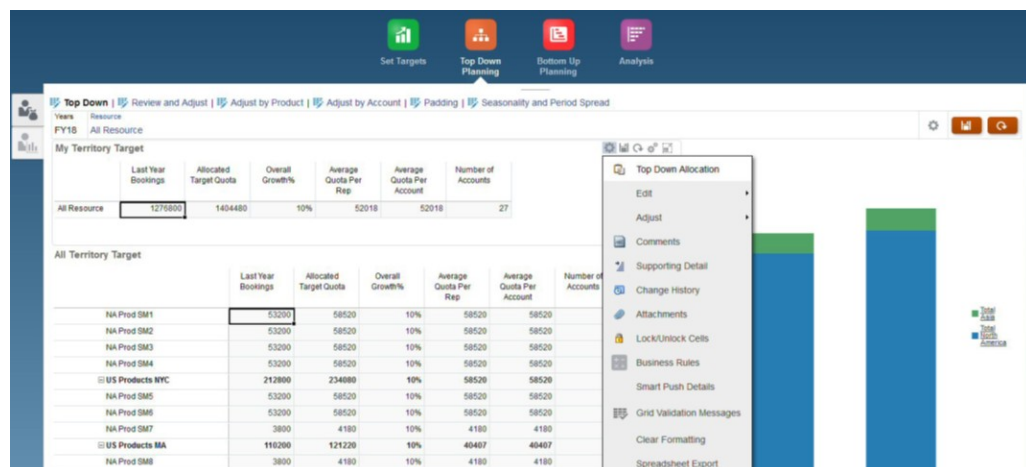 Set Targets
Top Down
Planning
Bottom Up
Planning
Analysis
Top Down | Review and Adjust | Adjust by Product | Adjust by Account | Padding | Seasonality and Period Spread
Years Resource
FY18 All Resource
My Territory Target
Last Year Bookings Allocated Target Quota Overall Growth% Average Quota Per Rep Average Quota Per Account Number of Accounts
All Resource 1276800 1404480 10% 52018 52018 27
All Territory Target
Last Year Bookings Allocated Target Quota Overall Growth% Average Quota Per Rep Average Quota Per Account Number of Accounts
NA Prod SM1 53200 58520 10% 58520 58520
NA Prod SM2 53200 58520 10% 58520 58520
NA Prod SM3 53200 58520 10% 58520 58520
NA Prod SM4 53200 58520 10% 58520 58520
US Products NYC 212800 234080 10% 58520 58520
NA Prod SM5 53200 58520 10% 58520 58520
NA Prod SM6 53200 58520 10% 58520 58520
NA Prod SM7 3800 4180 10% 4180 4180
US Products MA 110200 121220 10% 40407 40407
NA Prod SM8 3800 4180 10% 4180 4180
Top Down Allocation
Edit
Adjust
Comments
Supporting Detail
Change History
Attachments
Lock/Unlock Cells
Business Rules
Smart Push Details
Grid Validation Messages
Clear Formatting
Spreadsheet Export
Total
Asia
Total
North
America